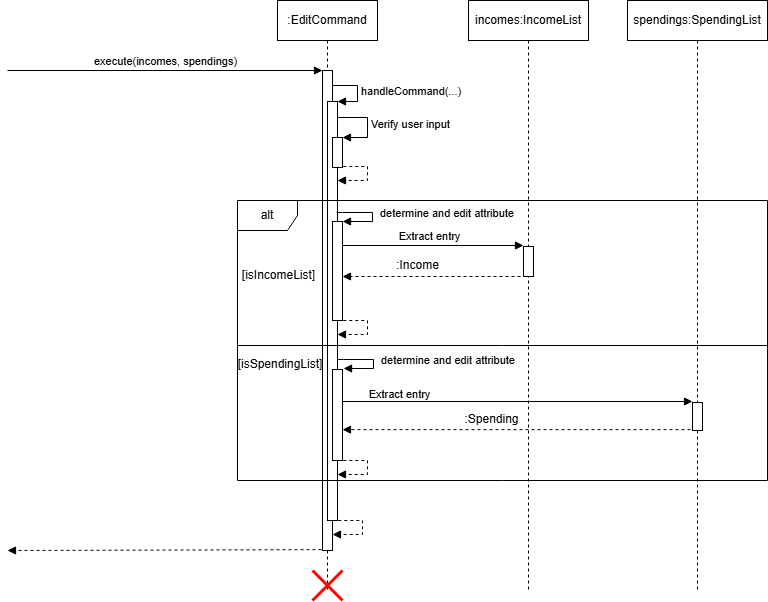 :EditCommand
incomes:IncomeList
spendings:SpendingList
execute(incomes, spendings)
handleCommand(...)
Verify user input
alt
determine and edit attribute
Extract entry
:Income
[isIncomeList]
[isSpendingList]
determine and edit attribute
Extract entry
:Spending